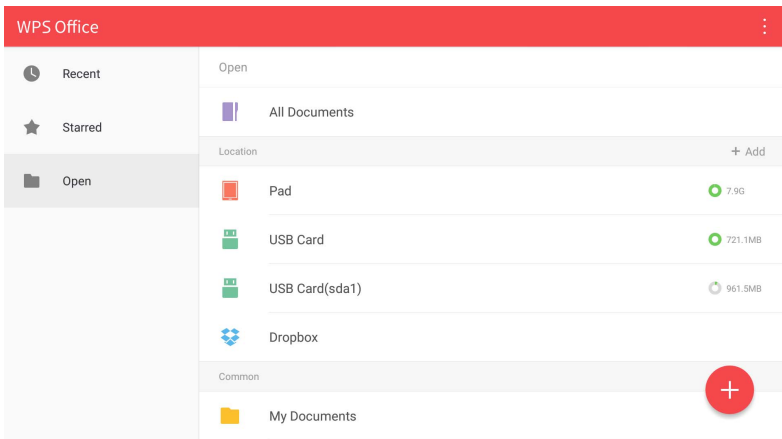 WPS Office
Recent
Starred
Open
Open
All Documents
Location + Add
Pad 7.9G
USB Card 721.1MB
USB Card(sda1) 961.5MB
Dropbox
Common
My Documents